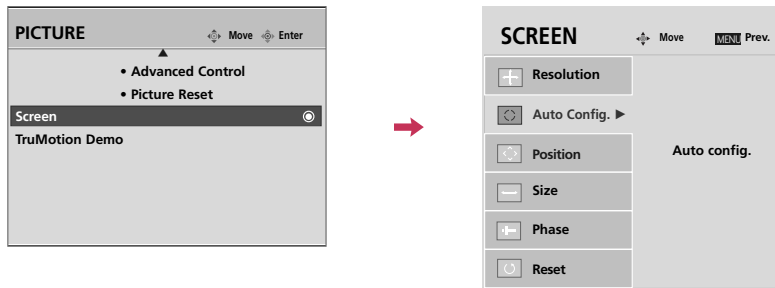 PICTURE Move Enter
• Advanced Control
• Picture Reset
Screen
TruMotion Demo
SCREEN Move MENU Prev.
Resolution
Auto Config. ►
Position
Size
Phase
Reset
Auto config.